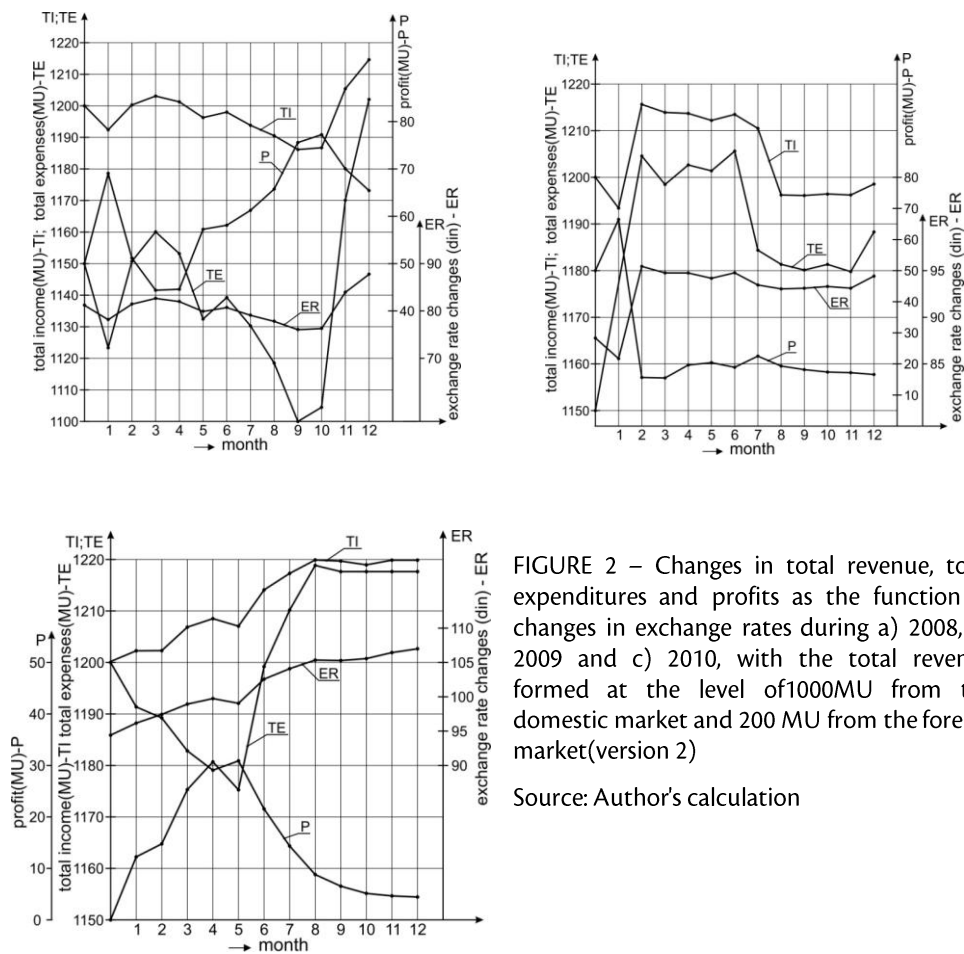 TI;TE
P
1220
1210
1200
1190
1180
1170
1160
1150
1140
1130
1120
1110
1100
total income(MU)-TI; total expenses(MU)-TE
profit(MU)-P
80
70
60
50
40
ER
90
80
70
exchange rate changes (din) - ER
TI
P
TE
ER
1 2 3 4 5 6 7 8 9 10 11 12
month
TI;TE
P
1220
1210
1200
1190
1180
1170
1160
1150
total income(MU)-TI; total expenses(MU)-TE
profit(MU)-P
80
70
60
50
40
30
20
10
ER
95
90
85
exchange rate changes (din) - ER
TI
TE
ER
P
1 2 3 4 5 6 7 8 9 10 11 12
month
TI;TE
ER
1220
1210
1200
1190
1180
1170
1160
1150
total income(MU)-TI total expenses(MU)-TE
P
50
40
30
20
10
0
profit(MU)-P
110
105
100
95
90
exchange rate changes (din) - ER
TI
ER
TE
P
1 2 3 4 5 6 7 8 9 10 11 12
month
FIGURE 2 – Changes in total revenue, to
expenditures and profits as the function
changes in exchange rates during a) 2008,
2009 and c) 2010, with the total reven
formed at the level of1000MU from t
domestic market and 200 MU from the fore
market(version 2)
Source: Author's calculation